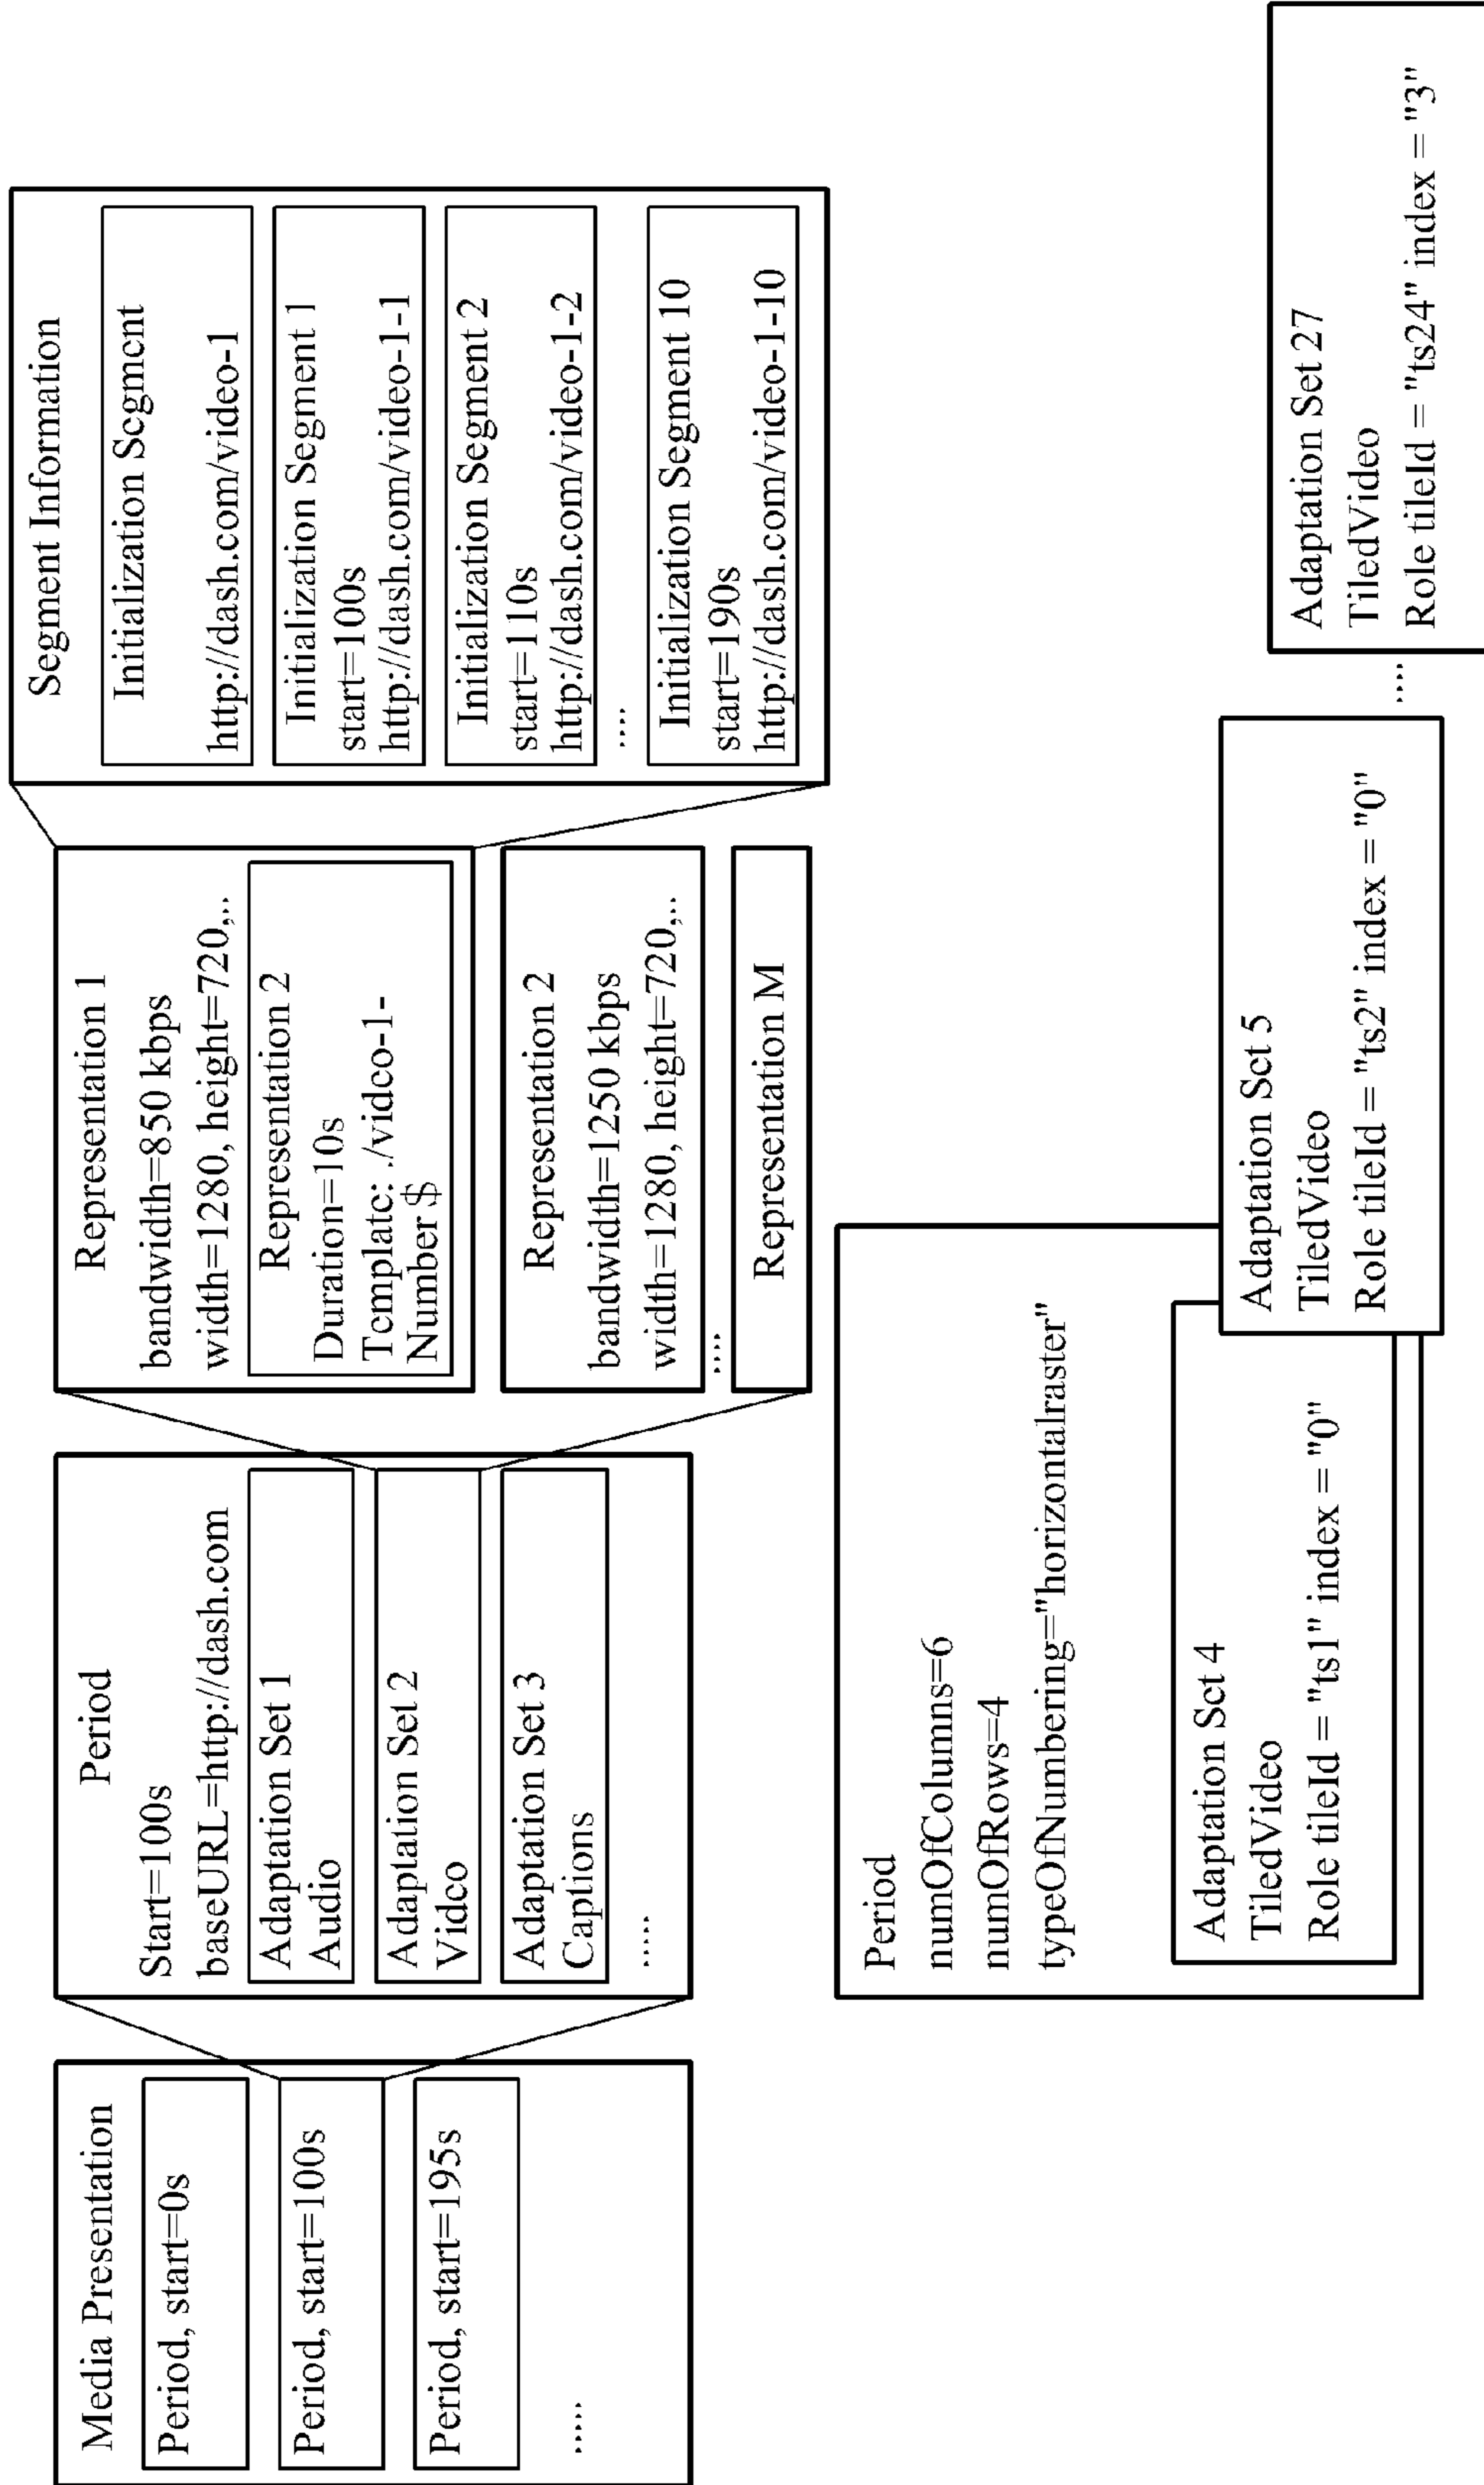 Media Presentation
Period, start=0s
Period, start=100s
Period, start=195s
.....
Period
Start=100s
baseURL=http://dash.com
Adaptation Set 1
Audio
Adaptation Set 2
Video
Adaptation Set 3
Captions
.....
Representation 1
bandwidth=850 kbps
width=1280, height=720,..
Representation 2
Duration=10s
Template: ./video-1-
Number $
Representation 2
bandwidth=1250 kbps
width=1280, height=720,..
....
Representation M
Segment Information
Initialization Segment
http://dash.com/video-1
Initialization Segment 1
start=100s
http://dash.com/video-1-1
Initialization Segment 2
start=110s
http://dash.com/video-1-2
....
Initialization Segment 10
start=190s
http://dash.com/video-1-10
Period
numOfColumns=6
numOfRows=4
typeOfNumbering="horizontalraster"
Adaptation Set 4
TiledVideo
Role tileId = "ts1" index = "0"
Adaptation Set 5
TiledVideo
Role tileId = "ts2" index = "0"
....
Adaptation Set 27
TiledVideo
Role tileId = "ts24" index = "3"